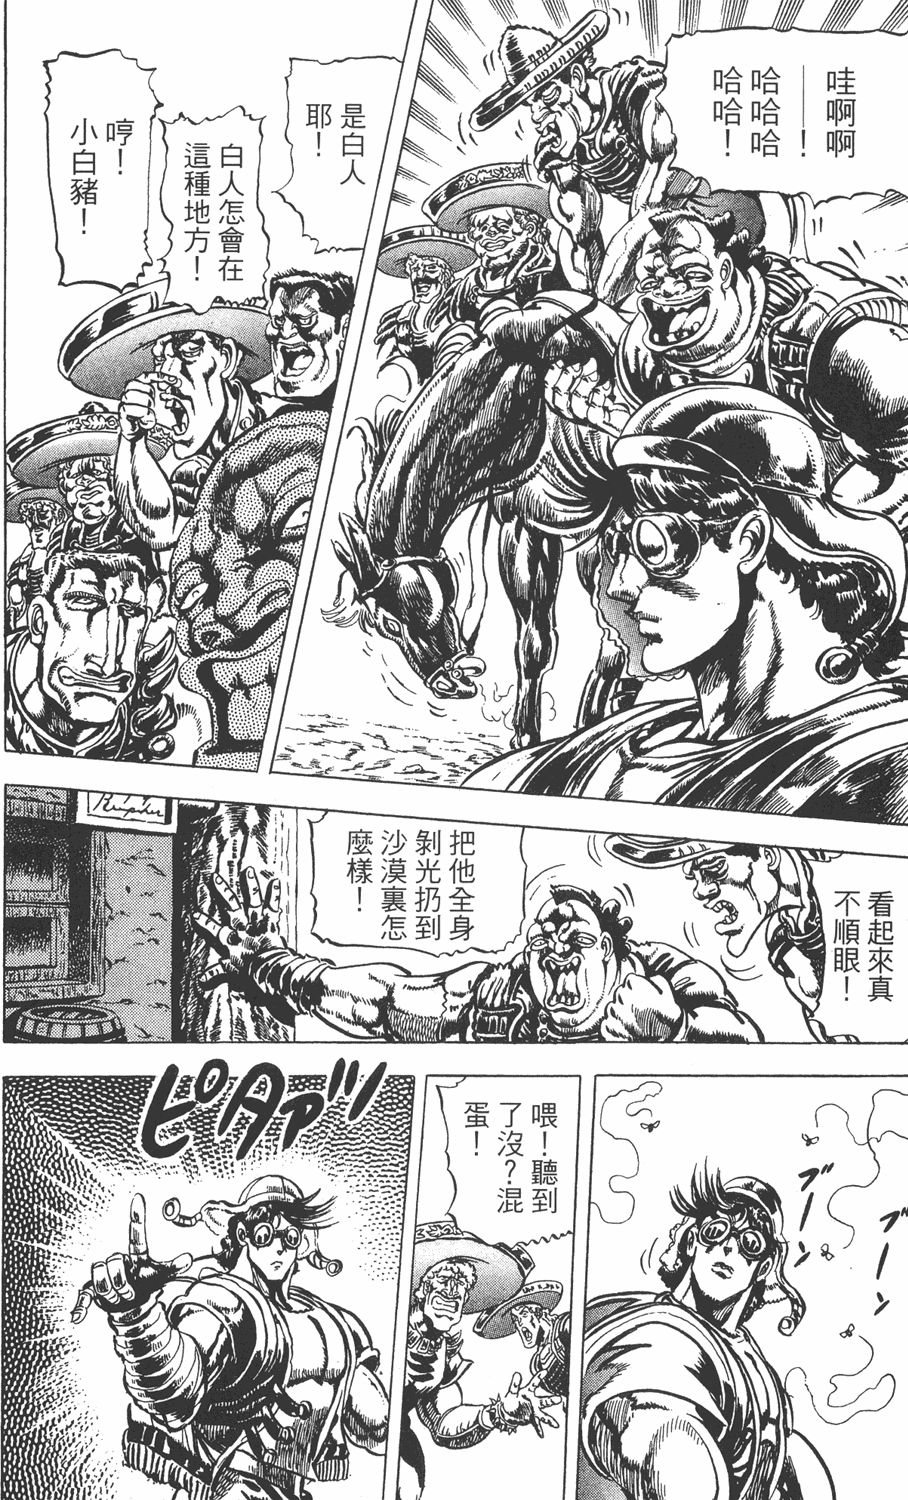 哇啊啊
——！
哈哈哈
哈哈！
是白人
耶！
白人怎會在
這種地方！
哼！
小白豬！
看起來真
不順眼！
把他全身
剝光扔到
沙漠裏怎
麼樣！
ブーン
ブーン
喂！聽到
了沒？混
蛋！
ピタァッ